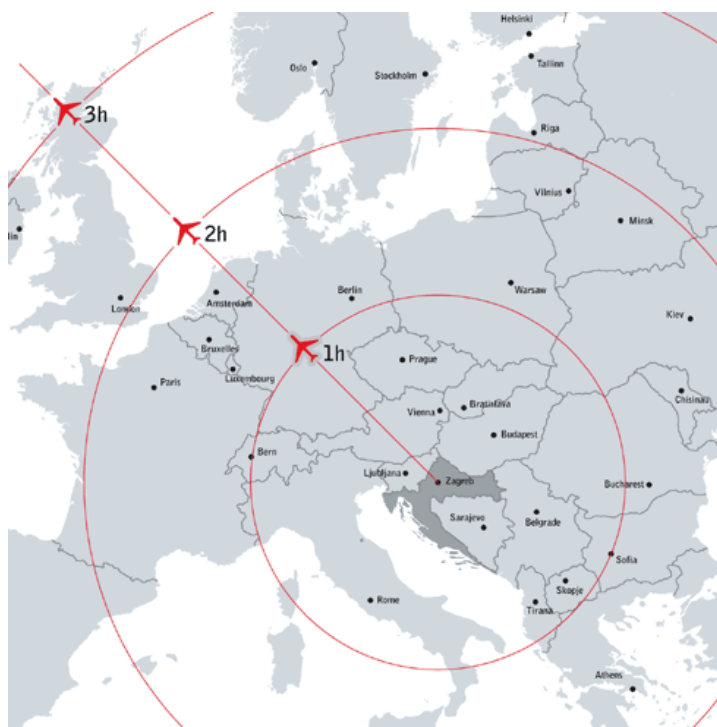 Helsinki
Oslo
Tallinn
Stockholm
3h
Riga
Vilnius
Minsk
lin
2h
Warsaw
Berlin
Amsterdam
London
Kiev
Bruxelles
1h
Prague
Luxembourg
Paris
Chisinau
Bratislava
Vienna
Budapest
Bern
Ljubljana
Zagreb
Bucharest
Sarajevo
Belgrade
Sofia
Skopje
Rome
Tirana
Athens